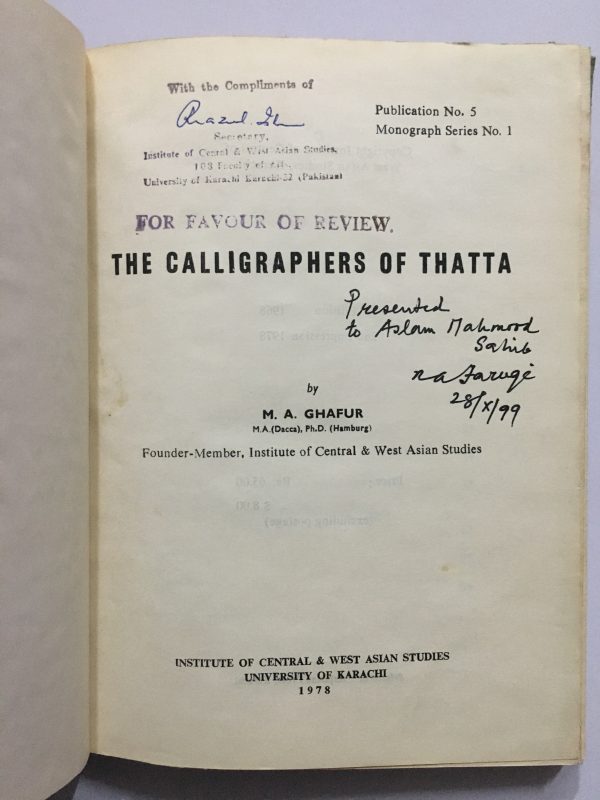 With the Compliments of
Secretary,
Institute of Central & West Asian Studies,
University of Karachi Karachi-32 (Pakistan)
Publication No. 5
Monograph Series No. 1
FOR FAVOUR OF REVIEW.
THE CALLIGRAPHERS OF THATTA
Presented
to Aslam Mahmood
Sahib
28/X/99
by
M. A. GHAFUR
M.A.(Dacca), Ph.D. (Hamburg)
Founder-Member, Institute of Central & West Asian Studies
INSTITUTE OF CENTRAL & WEST ASIAN STUDIES
UNIVERSITY OF KARACHI
1978